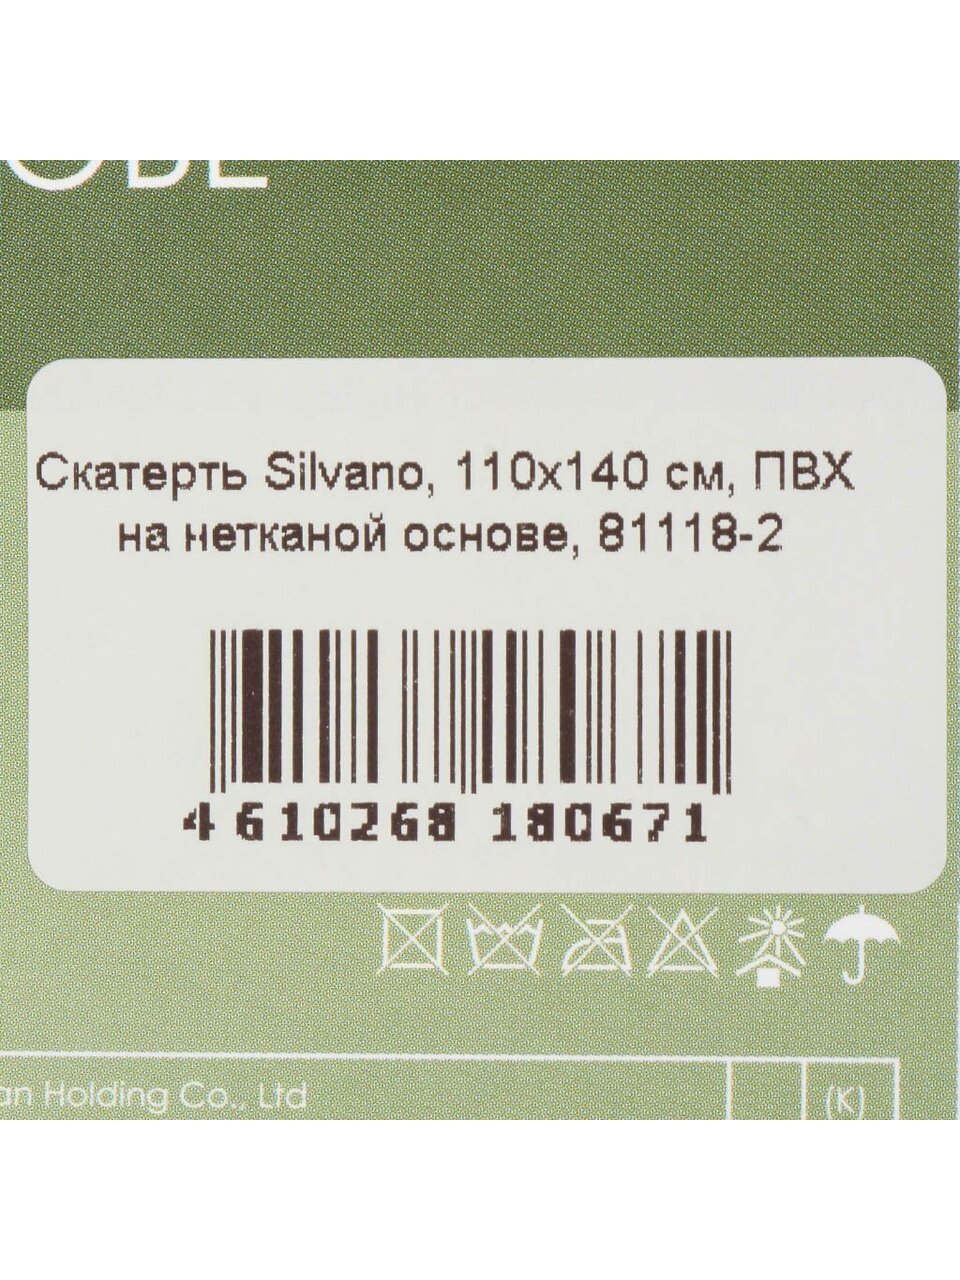 Скатерть Silvano, 110x140 см, ПВХ
на нетканой основе, 81118-2
4 610268 180671
Holding Co., Ltd
(K)